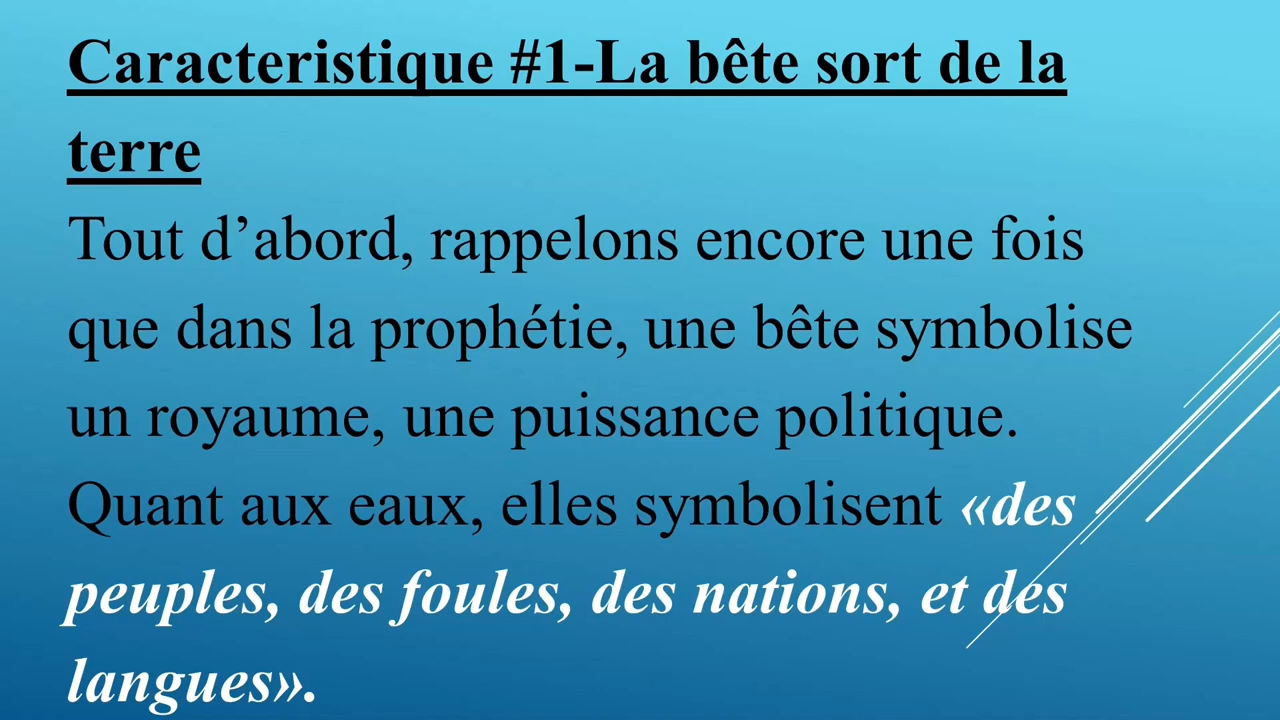 Caracteristique #1-La bête sort de la
terre
Tout d’abord, rappelons encore une fois
que dans la prophétie, une bête symbolise
un royaume, une puissance politique.
Quant aux eaux, elles symbolisent «des
peuples, des foules, des nations, et des
langues».